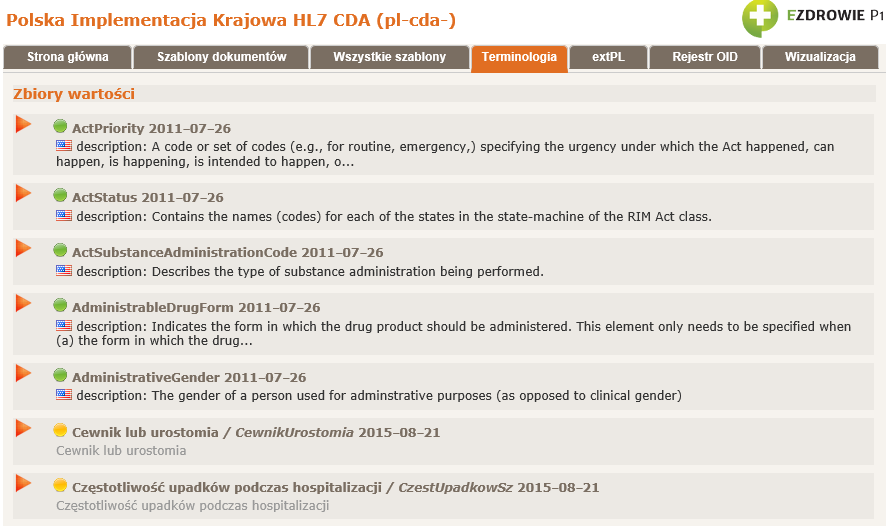 Polska Implementacja Krajowa HL7 CDA (pl-cda-)
EZDROWIE P1
Strona główna Szablony dokumentów Wszystkie szablony Terminologia extPL Rejestr OID Wizualizacja
Zbiory wartości
ActPriority 2011-07-26
description: A code or set of codes (e.g., for routine, emergency,) specifying the urgency under which the Act happened, can
happen, is happening, is intended to happen, o...
ActStatus 2011-07-26
description: Contains the names (codes) for each of the states in the state-machine of the RIM Act class.
ActSubstanceAdministrationCode 2011-07-26
description: Describes the type of substance administration being performed.
AdministrableDrugForm 2011-07-26
description: Indicates the form in which the drug product should be administered. This element only needs to be specified when
(a) the form in which the drug...
AdministrativeGender 2011-07-26
description: The gender of a person used for adminstrative purposes (as opposed to clinical gender)
Cewnik lub urostomia / CewnikUrostomia 2015-08-21
Cewnik lub urostomia
Częstotliwość upadków podczas hospitalizacji / CzestUpadkowSz 2015-08-21
Częstotliwość upadków podczas hospitalizacji